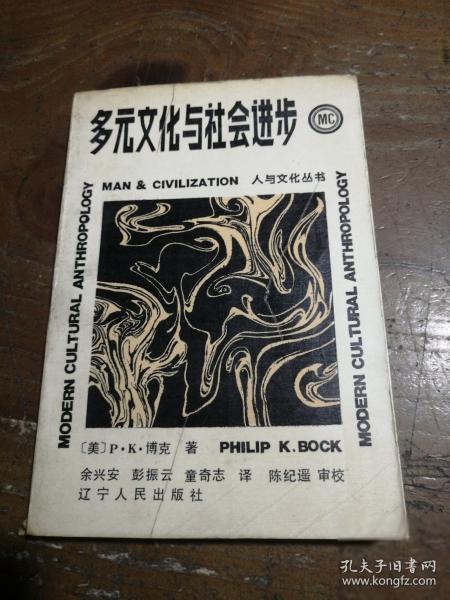 多元文化与社会进步
MC
MAN & CIVILIZATION 人与文化丛书
MODERN CULTURAL ANTHROPOLOGY
MODERN CULTURAL ANTHROPOLOGY
〔美〕P·K·博克 著 PHILIP K.BOCK
余兴安 彭振云 童奇志 译 陈纪遥 审校
辽宁人民出版社
孔夫子旧书网
www.kongfz.com